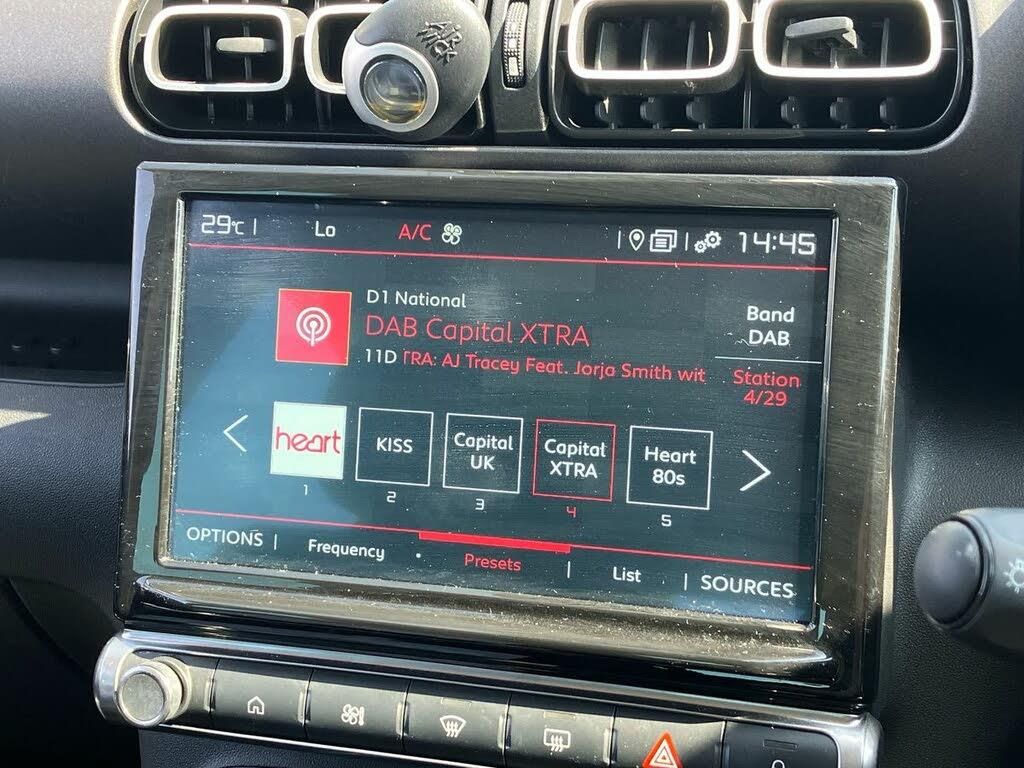 AIR
WICK
29°C | Lo A/C | | 14:45
D1 National
DAB Capital XTRA
11D TRA: AJ Tracey Feat. Jorja Smith wit
Band
DAB
Station
4/29
heart
1
KISS
2
Capital
UK
3
Capital
XTRA
4
Heart
80s
5
OPTIONS | Frequency Presets | List | SOURCES